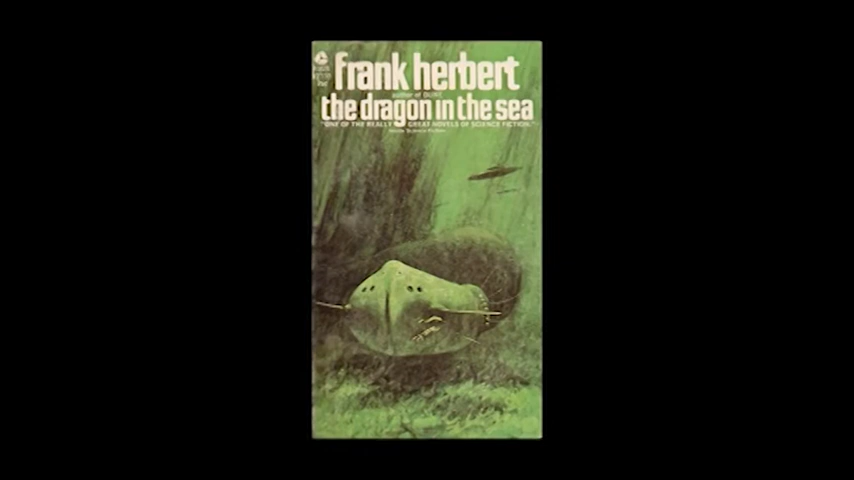 frank herbert
author of DUNE
the dragon in the sea
"ONE OF THE REALLY GREAT NOVELS OF SCIENCE FICTION."